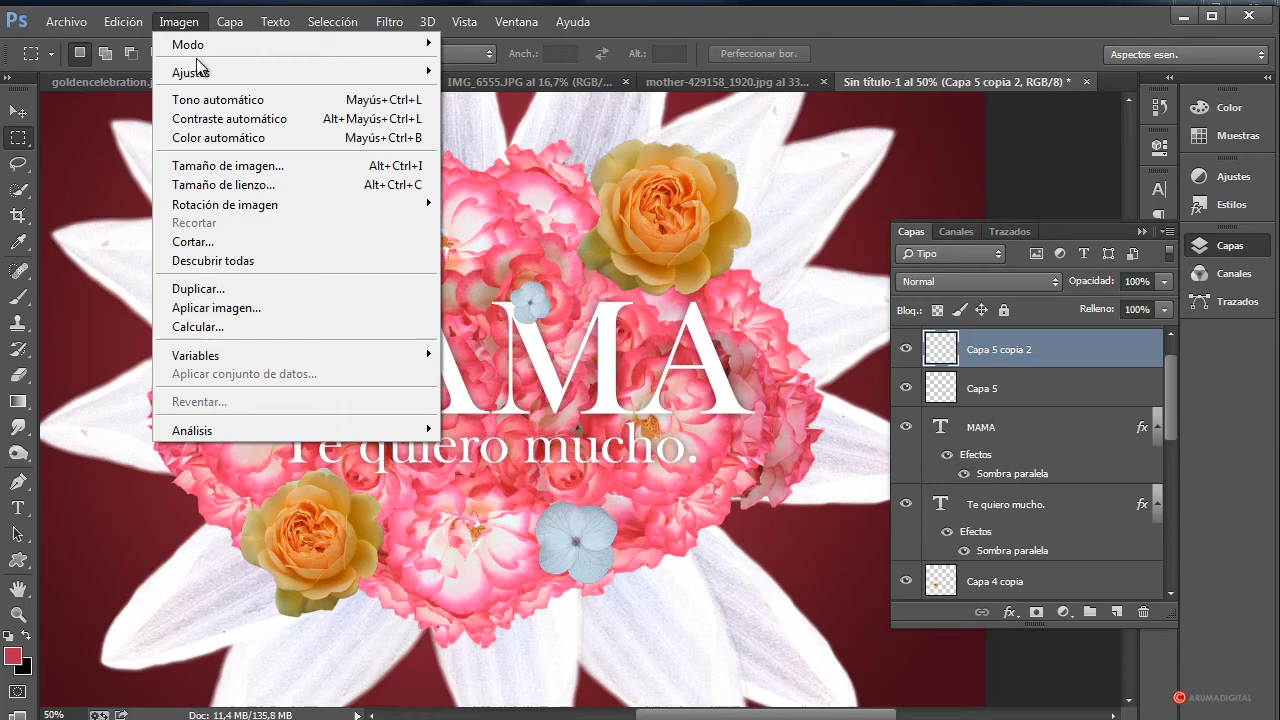 Ps Archivo Edición Imagen Capa Texto Selección Filtro 3D Vista Ventana Ayuda
Anch.: Alt.: Perfeccionar bor. Aspectos esen.
goldencelebration.j IMG_6555.JPG al 16,7% (RGB/... × mother-429158_1920.jpg al 33... × Sin título-1 al 50% (Capa 5 copia 2, RGB/8) * ×
Modo
Ajustes
Tono automático Mayús+Ctrl+L
Contraste automático Alt+Mayús+Ctrl+L
Color automático Mayús+Ctrl+B
Tamaño de imagen... Alt+Ctrl+I
Tamaño de lienzo... Alt+Ctrl+C
Rotación de imagen
Recortar
Cortar...
Descubrir todas
Duplicar...
Aplicar imagen...
Calcular...
Variables
Aplicar conjunto de datos...
Reventar...
Análisis
AMA
Te quiero mucho.
Color
Muestras
Ajustes
Estilos
Capas
Canales
Trazados
Capas Canales Trazados
Tipo
Normal Opacidad: 100%
Bloq.: Relleno: 100%
Capa 5 copia 2
Capa 5
T MAMA fx
Efectos
Sombra paralela
T Te quiero mucho. fx
Efectos
Sombra paralela
Capa 4 copia
fx
50% Doc: 11,4 MB/135,8 MB
© ARUMADIGITAL